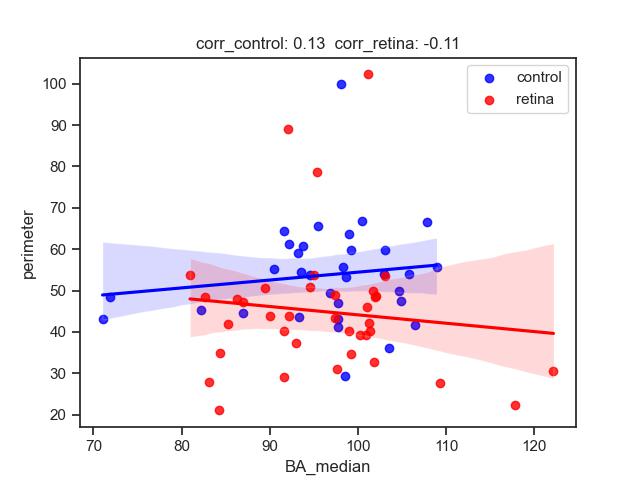 corr_control: 0.13  corr_retina: -0.11
control
retina
perimeter
100
90
80
70
60
50
40
30
20
70 80 90 100 110 120
BA_median